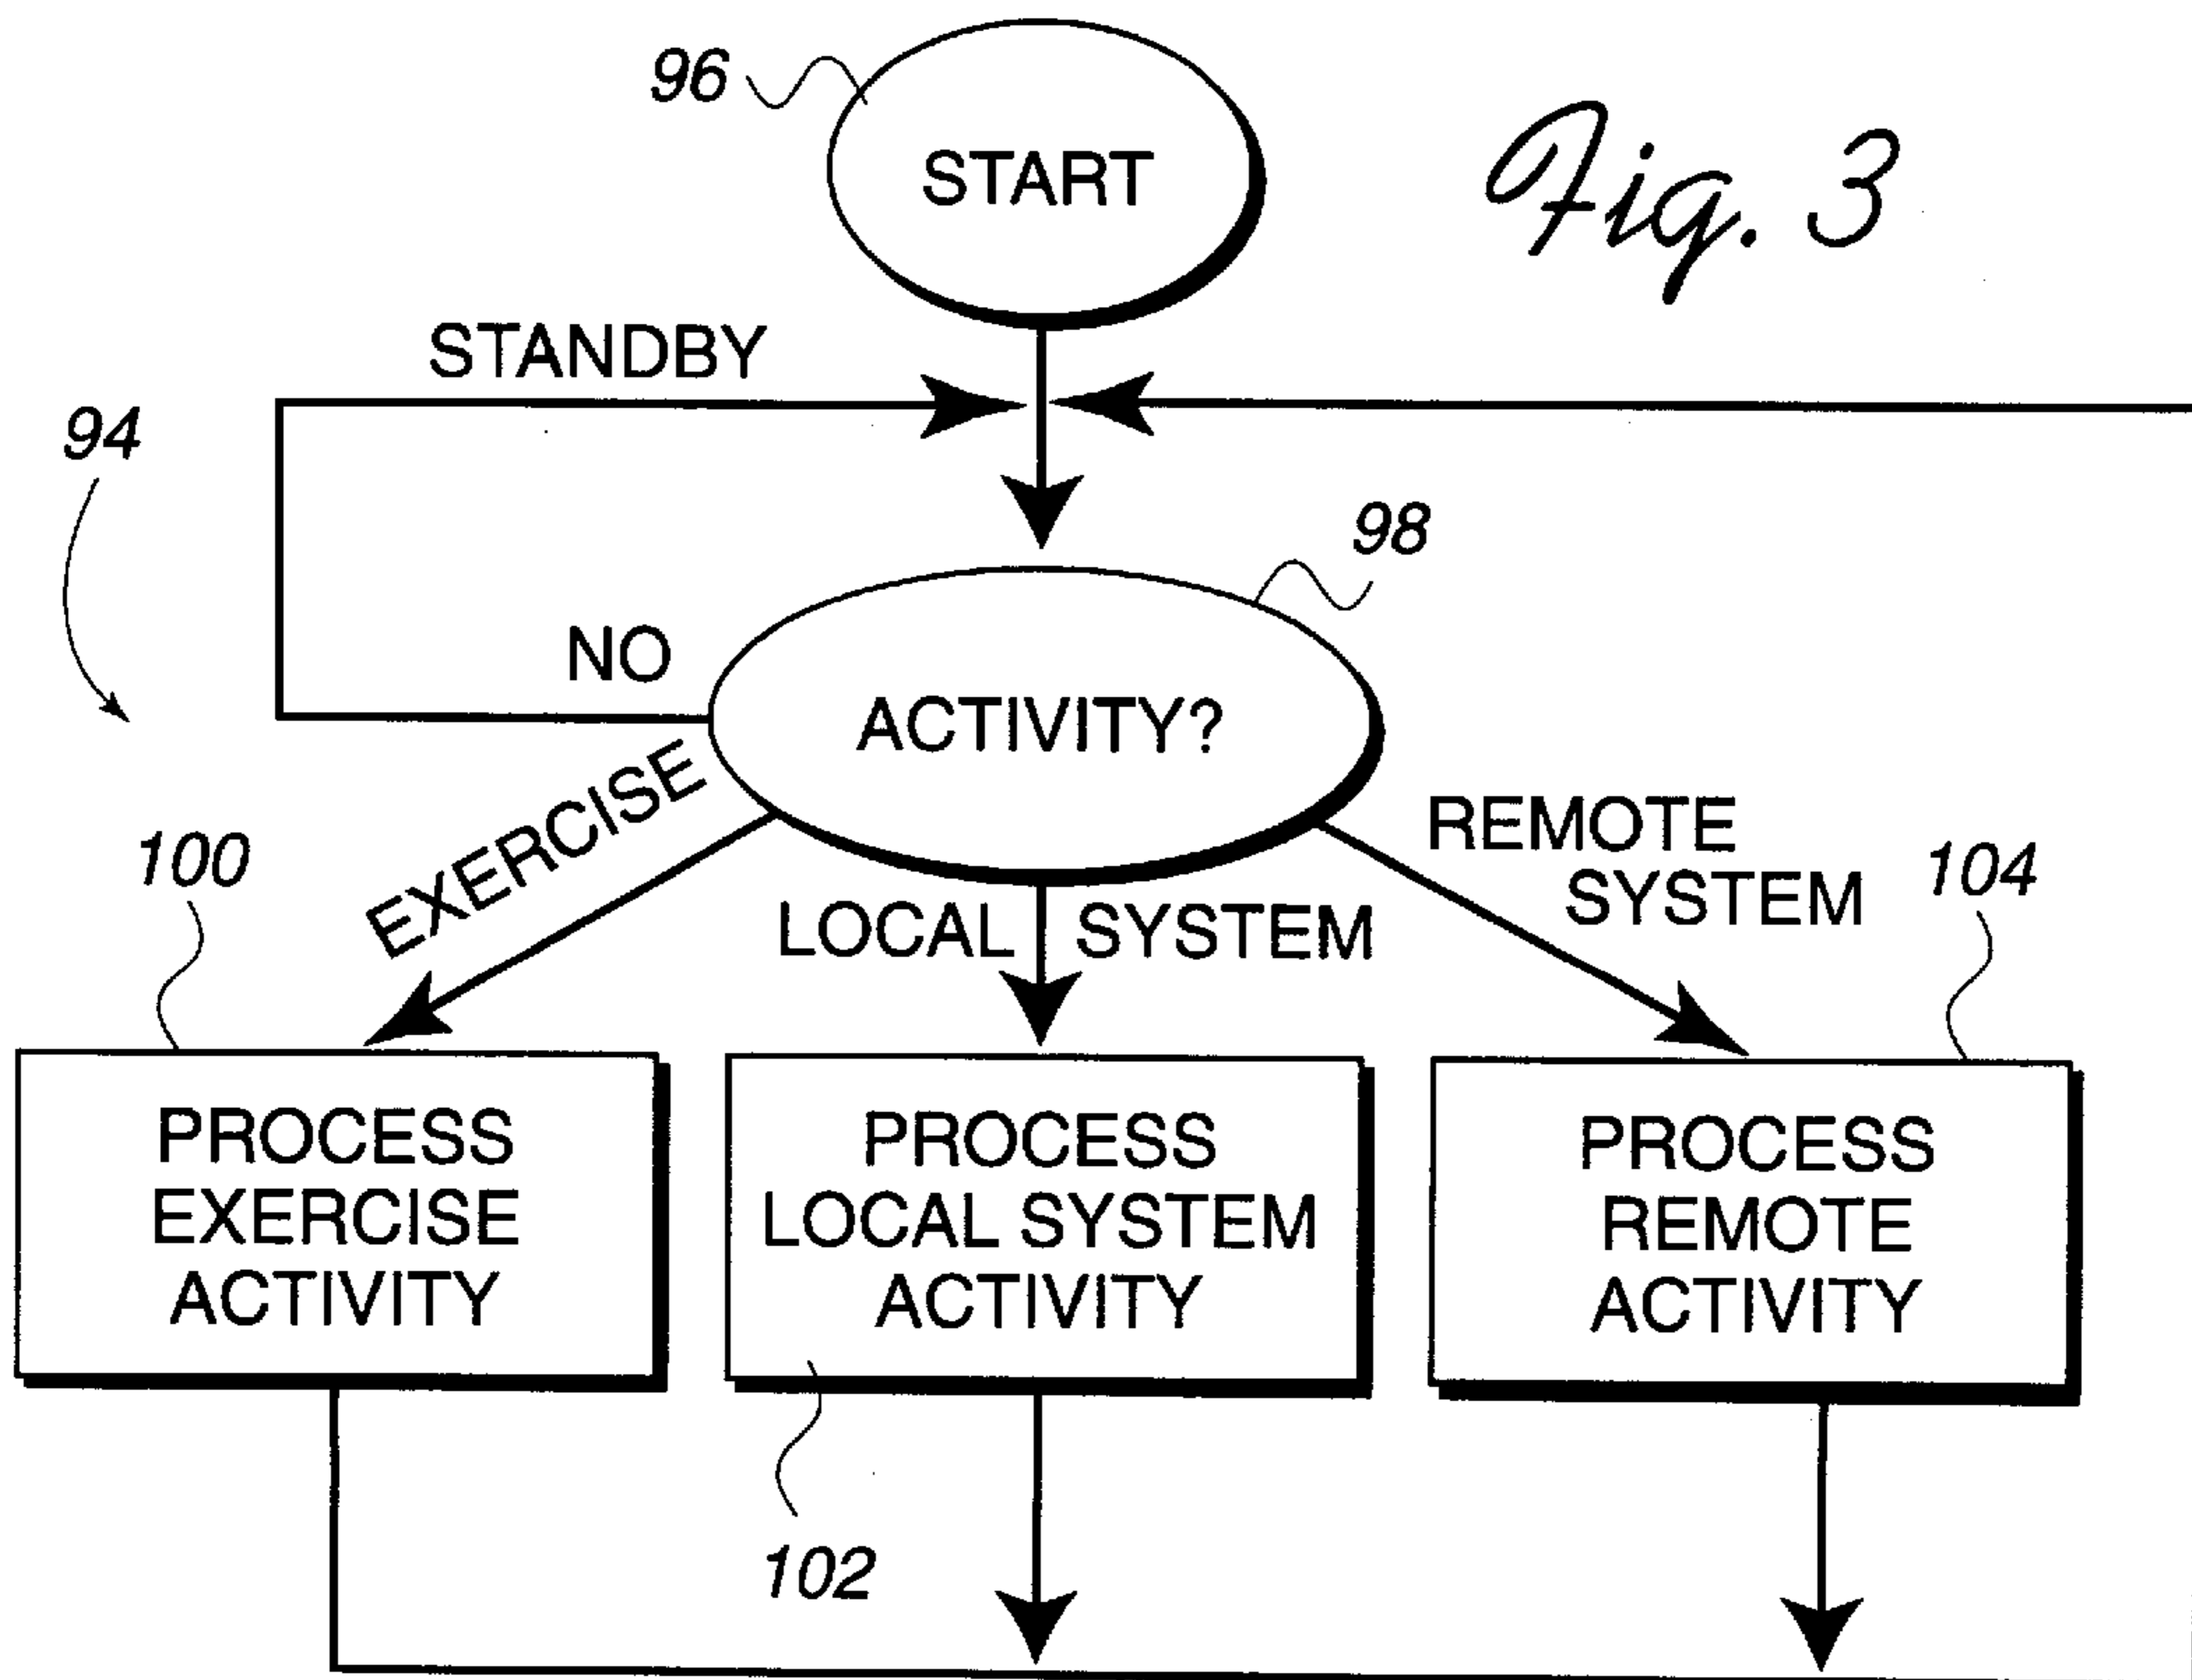 96
START
Fig. 3
STANDBY
94
98
NO
ACTIVITY?
EXERCISE
REMOTE
SYSTEM
100
104
LOCAL SYSTEM
PROCESS
EXERCISE
ACTIVITY
PROCESS
LOCAL SYSTEM
ACTIVITY
PROCESS
REMOTE
ACTIVITY
102